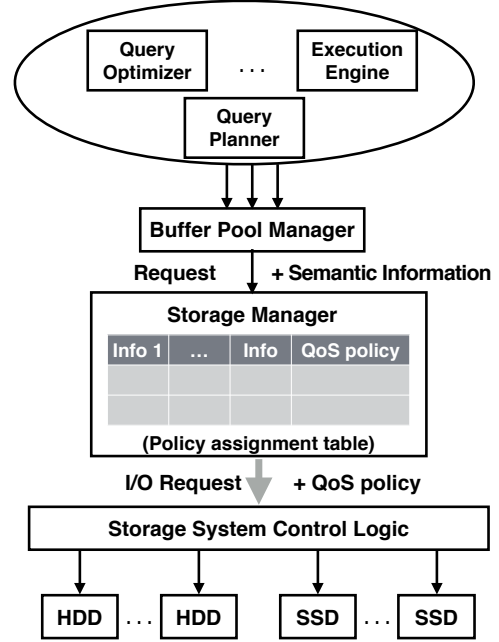 Query
Optimizer
. . .
Execution
Engine
Query
Planner
Buffer Pool Manager
Request + Semantic Information
Storage Manager
Info 1 ... Info QoS policy
(Policy assignment table)
I/O Request + QoS policy
Storage System Control Logic
HDD . . . HDD SSD . . . SSD